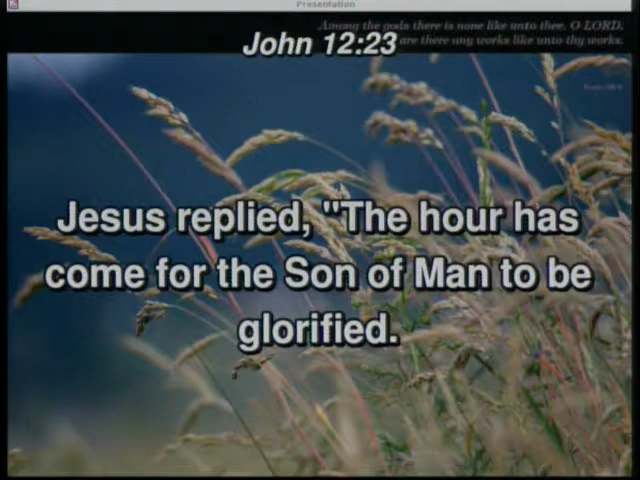 Presentation
Among the gods there is none like unto thee, O LORD,
John 12:23
are there any works like unto thy works.
Jesus replied, "The hour has
come for the Son of Man to be
glorified.